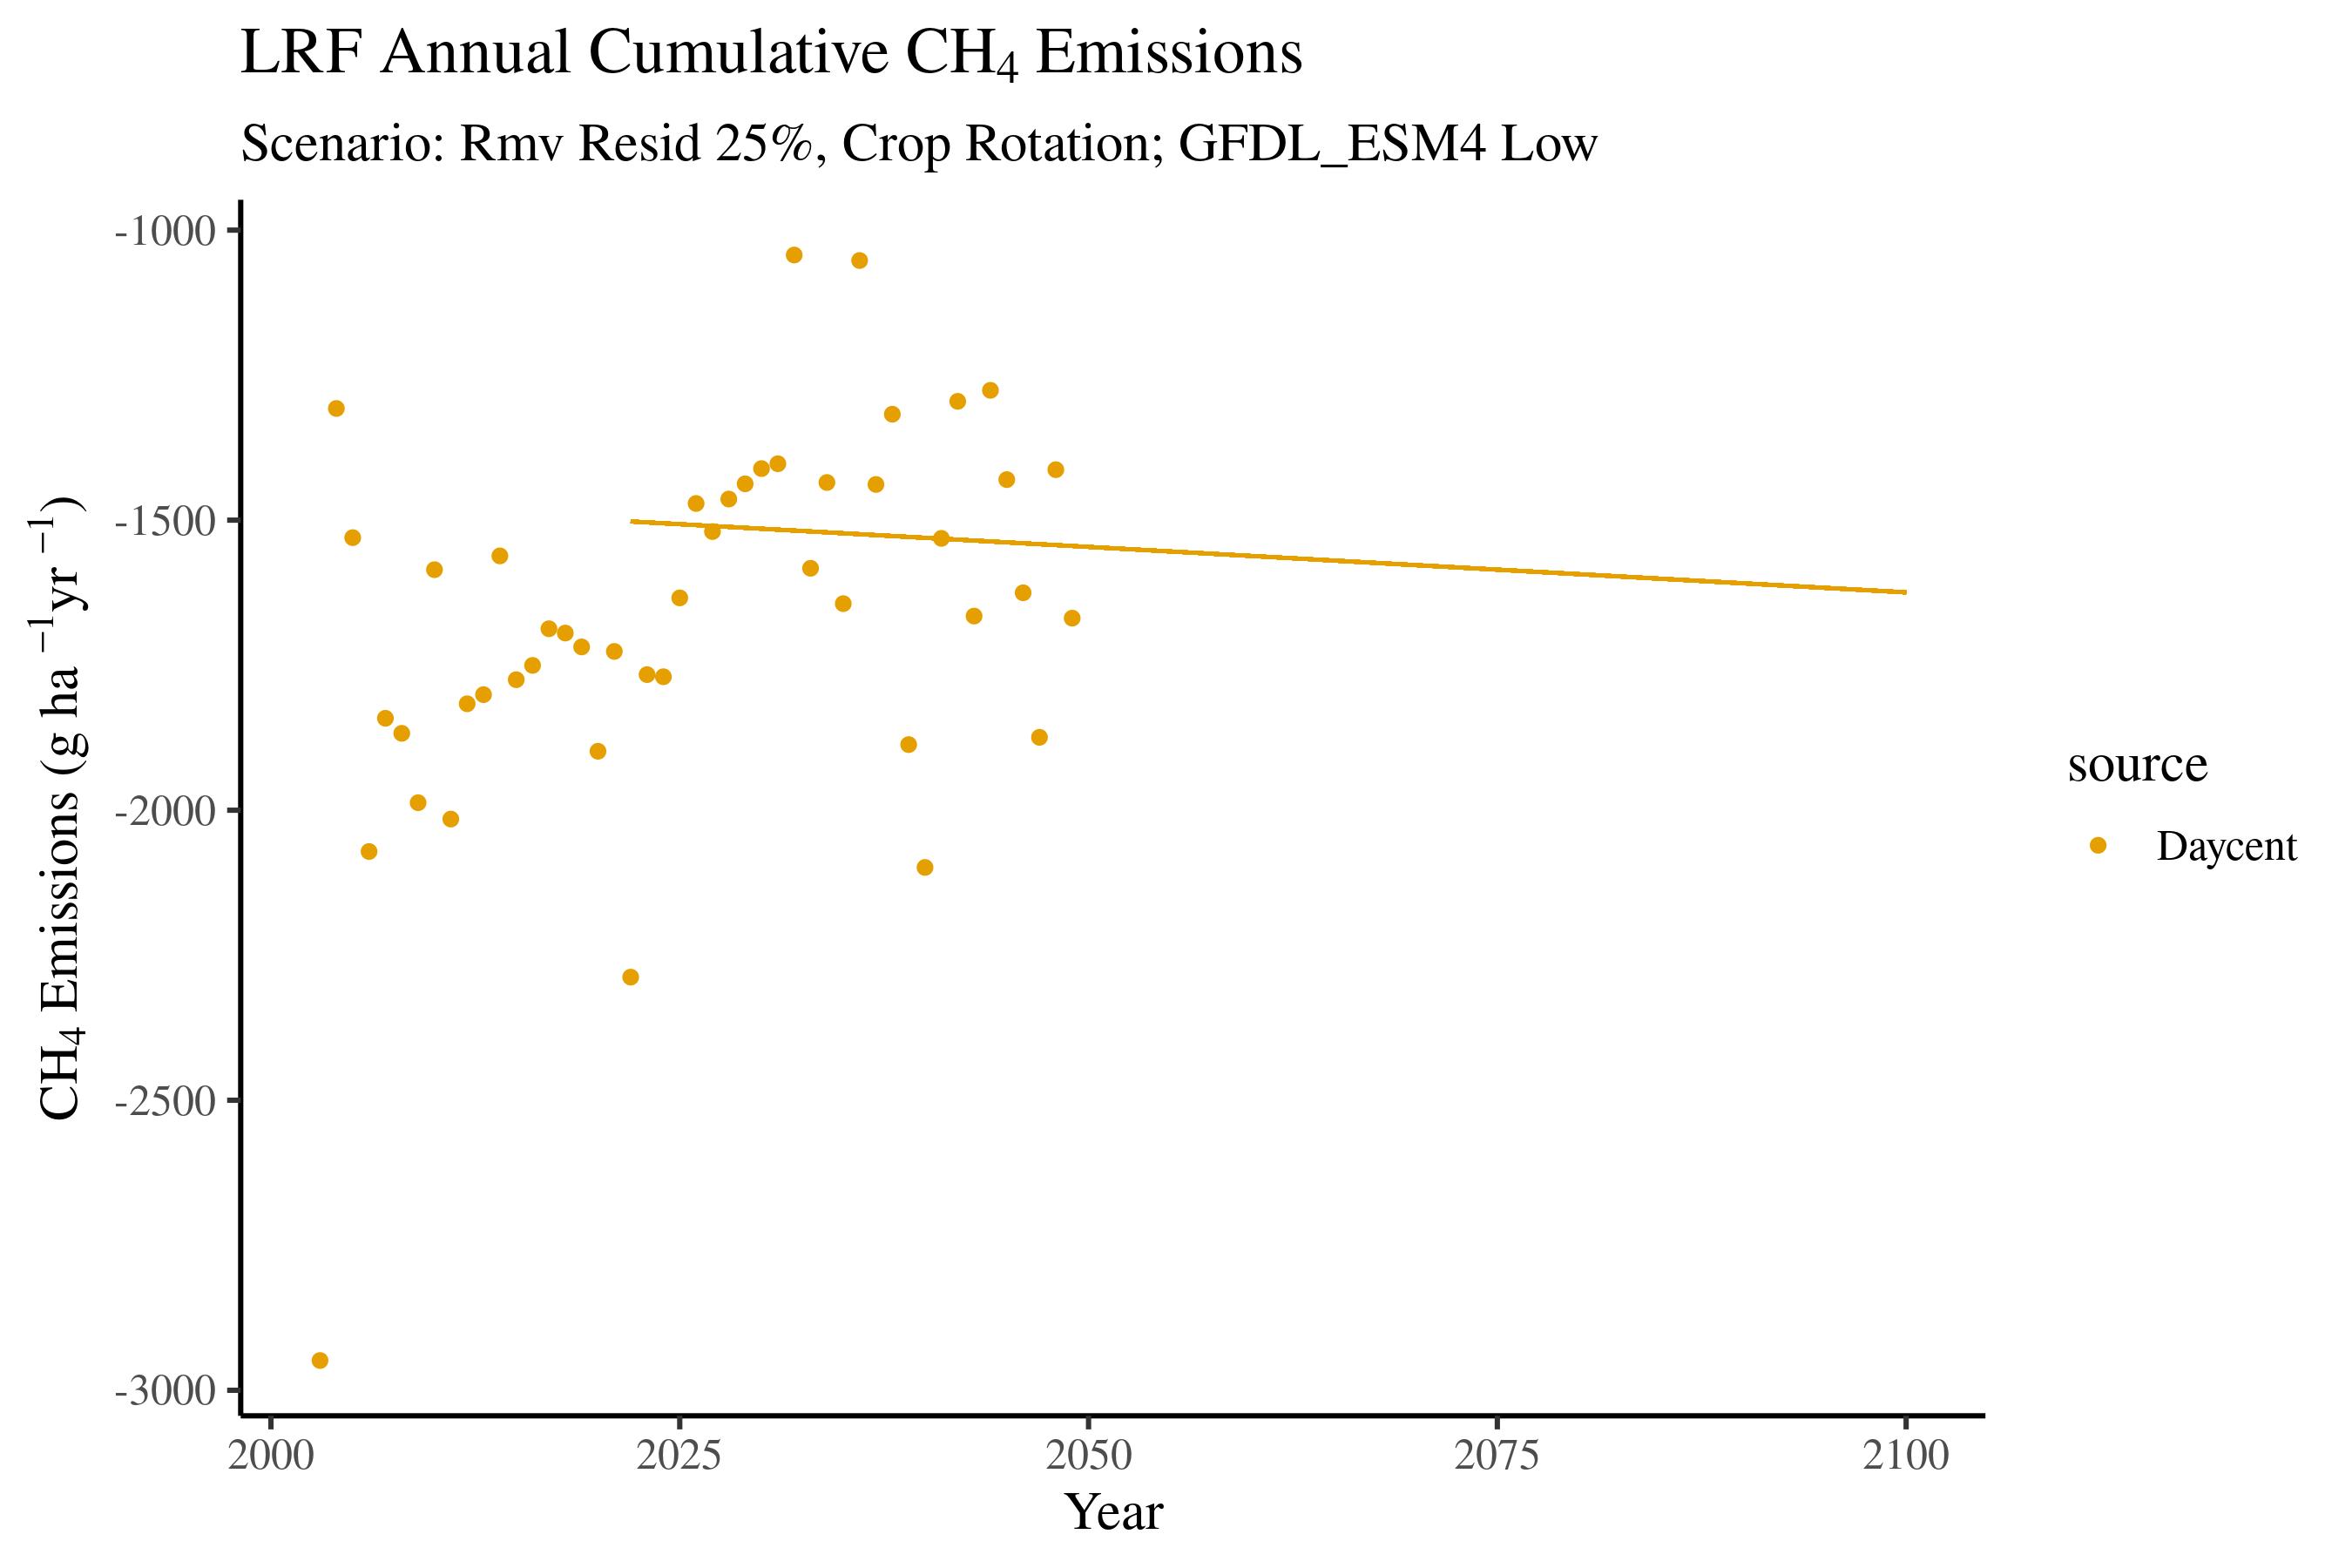 LRF Annual Cumulative CH₄ Emissions
Scenario: Rmv Resid 25%, Crop Rotation; GFDL_ESM4 Low
CH₄ Emissions (g ha⁻¹yr⁻¹)
-1000
-1500
-2000
-2500
-3000
2000 2025 2050 2075 2100
Year
source
Daycent